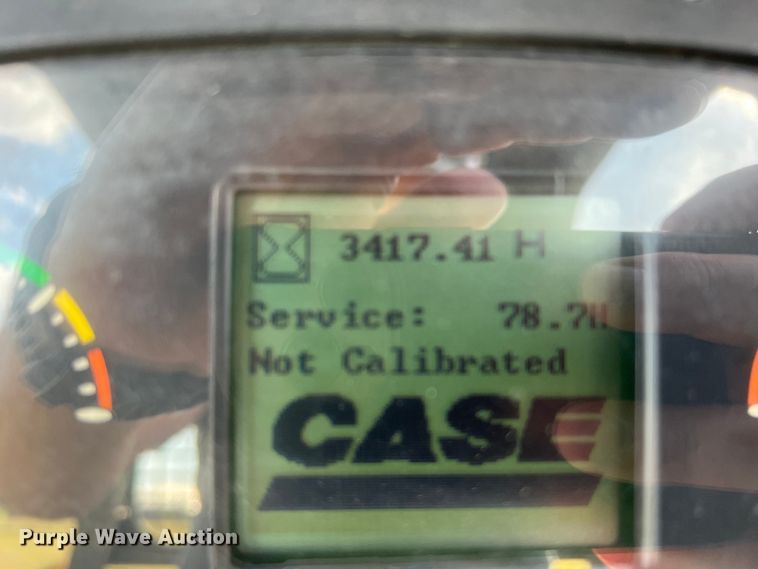 3417.41 H
Service: 78.7H
Not Calibrated
CASE
Purple Wave Auction